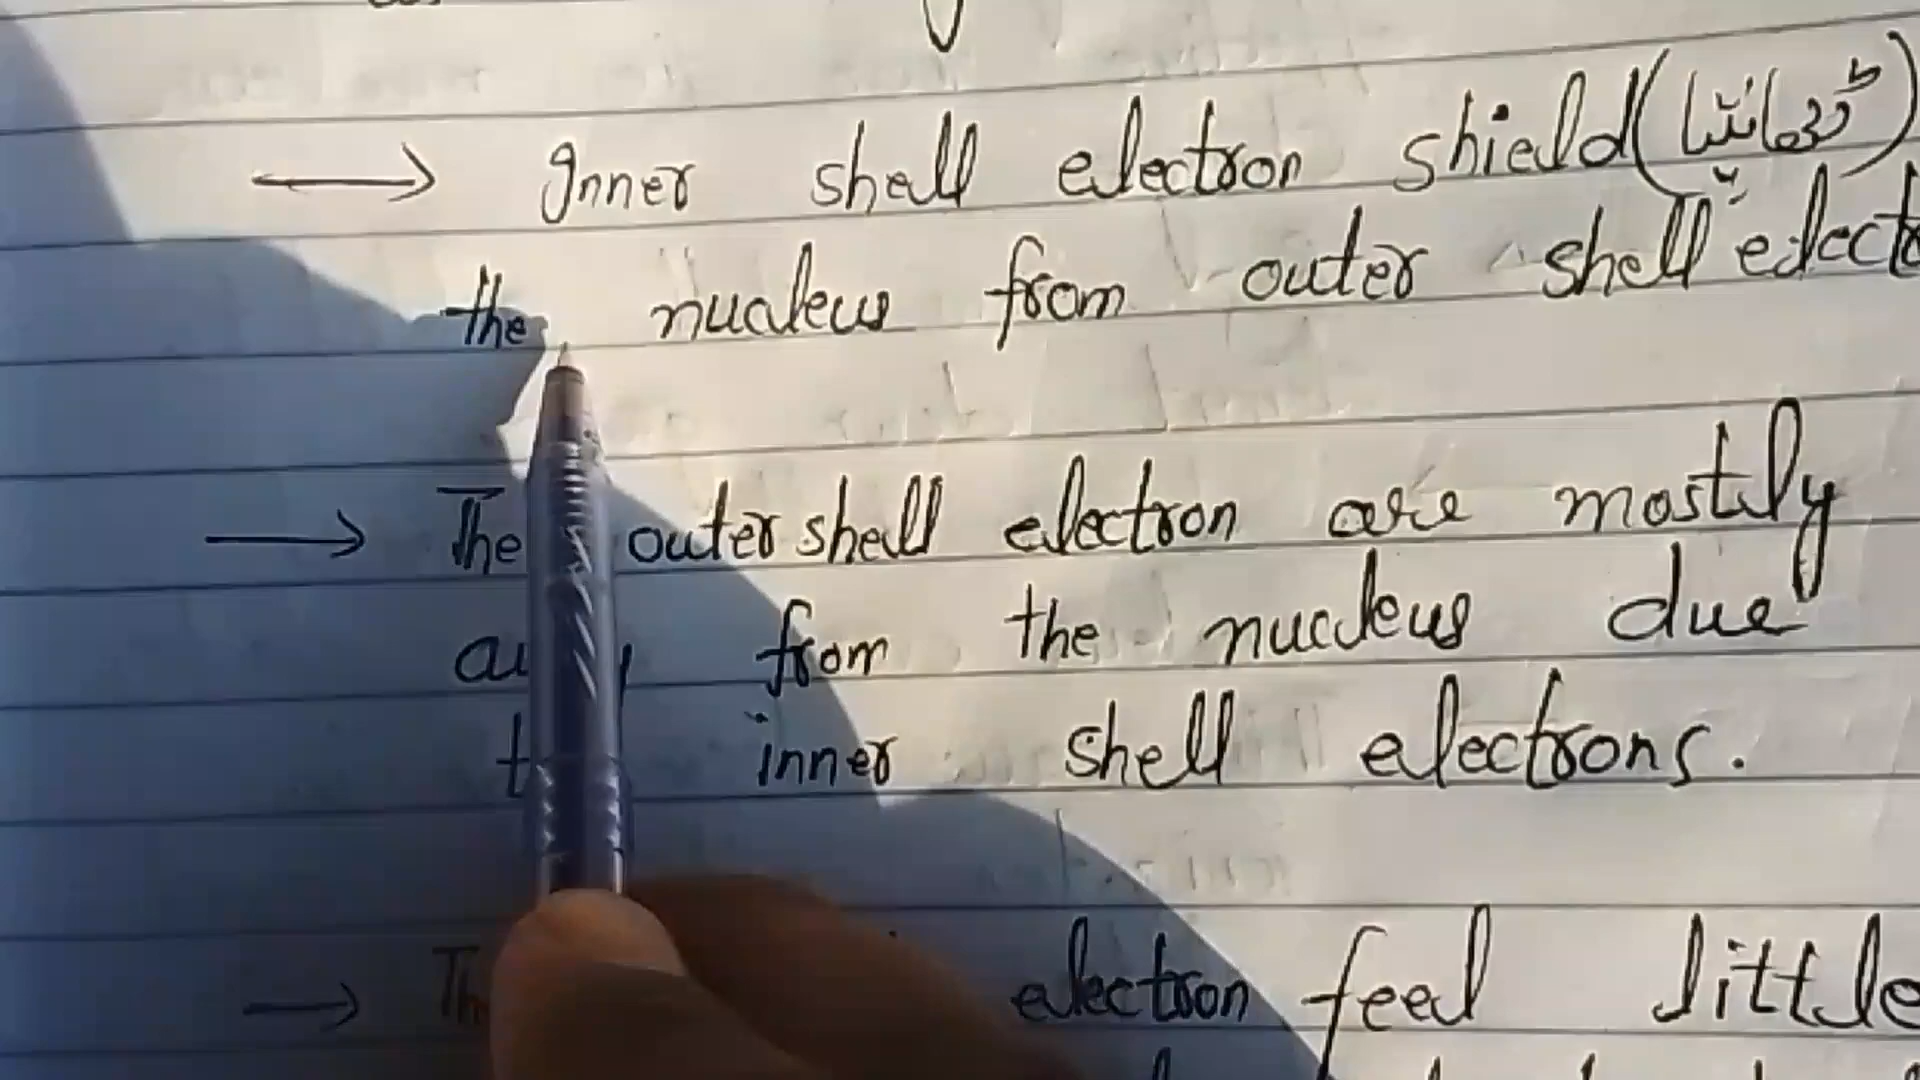 → Inner shell electron shield (ڈھانپنا)
the nucleus from outer shell elect
→ The outer shell electron are mostly
from the nucleus due
inner shell electrons.
→ electron feel little